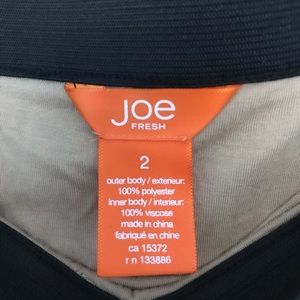 joe
FRESH
2
outer body / exterieur:
100% polyester
inner body / interieur:
100% viscose
made in china
fabriqué en chine
ca 15372
r n 133886